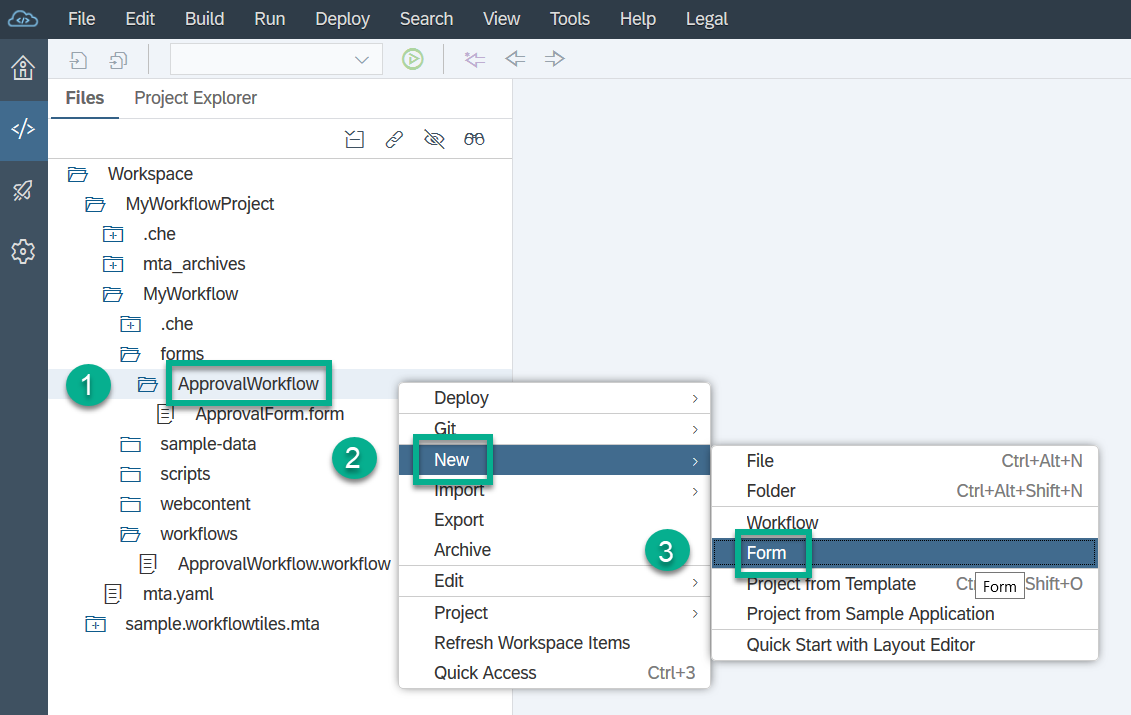 File Edit Build Run Deploy Search View Tools Help Legal
Files Project Explorer
Workspace
MyWorkflowProject
.che
mta_archives
MyWorkflow
.che
forms
1 ApprovalWorkflow
ApprovalForm.form
sample-data
scripts
webcontent
workflows
ApprovalWorkflow.workflow
mta.yaml
sample.workflowtiles.mta
Deploy
Git
2 New
Import
Export
Archive
Edit
Project
Refresh Workspace Items
Quick Access Ctrl+3
File Ctrl+Alt+N
Folder Ctrl+Alt+Shift+N
Workflow
3 Form
Project from Template Ct Shift+O
Form
Project from Sample Application
Quick Start with Layout Editor